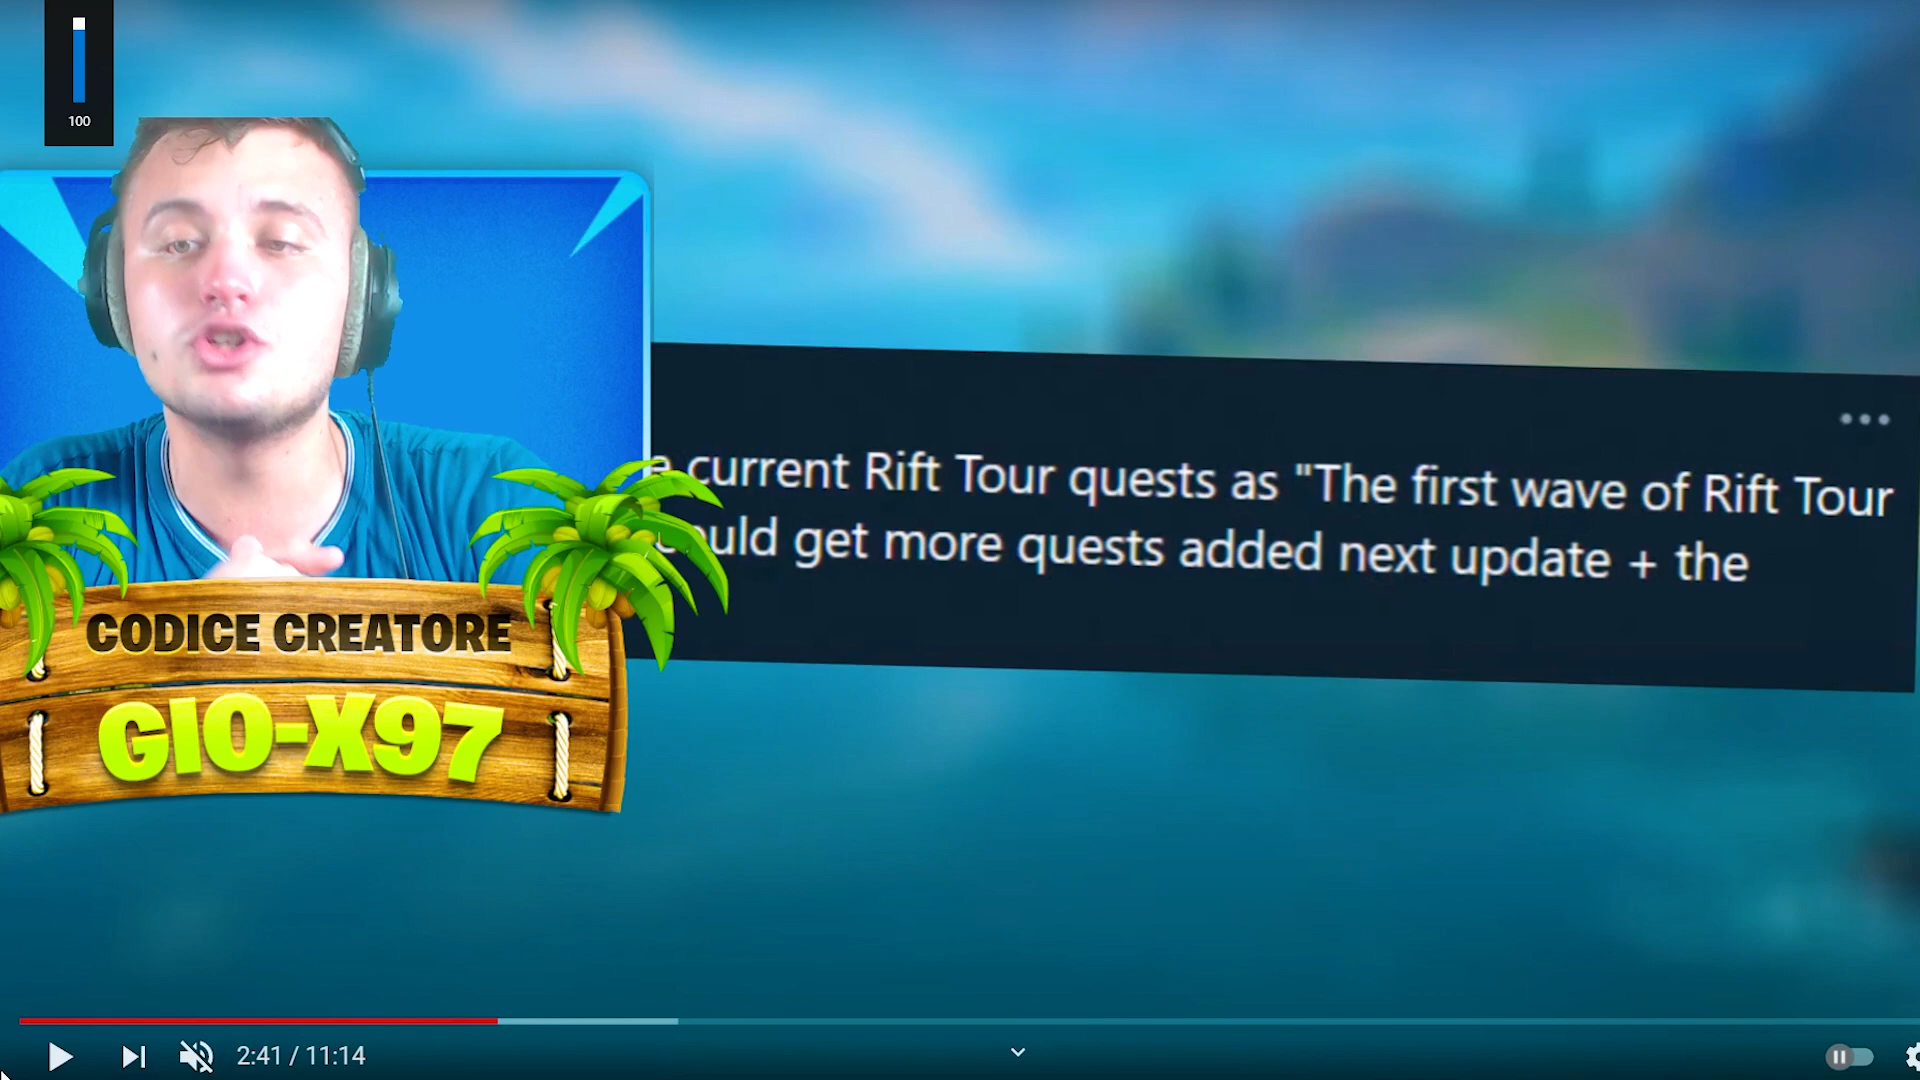 100
current Rift Tour quests as "The first wave of Rift Tour
get more quests added next update + the
CODICE CREATORE
GIO-X97
2:41 / 11:14